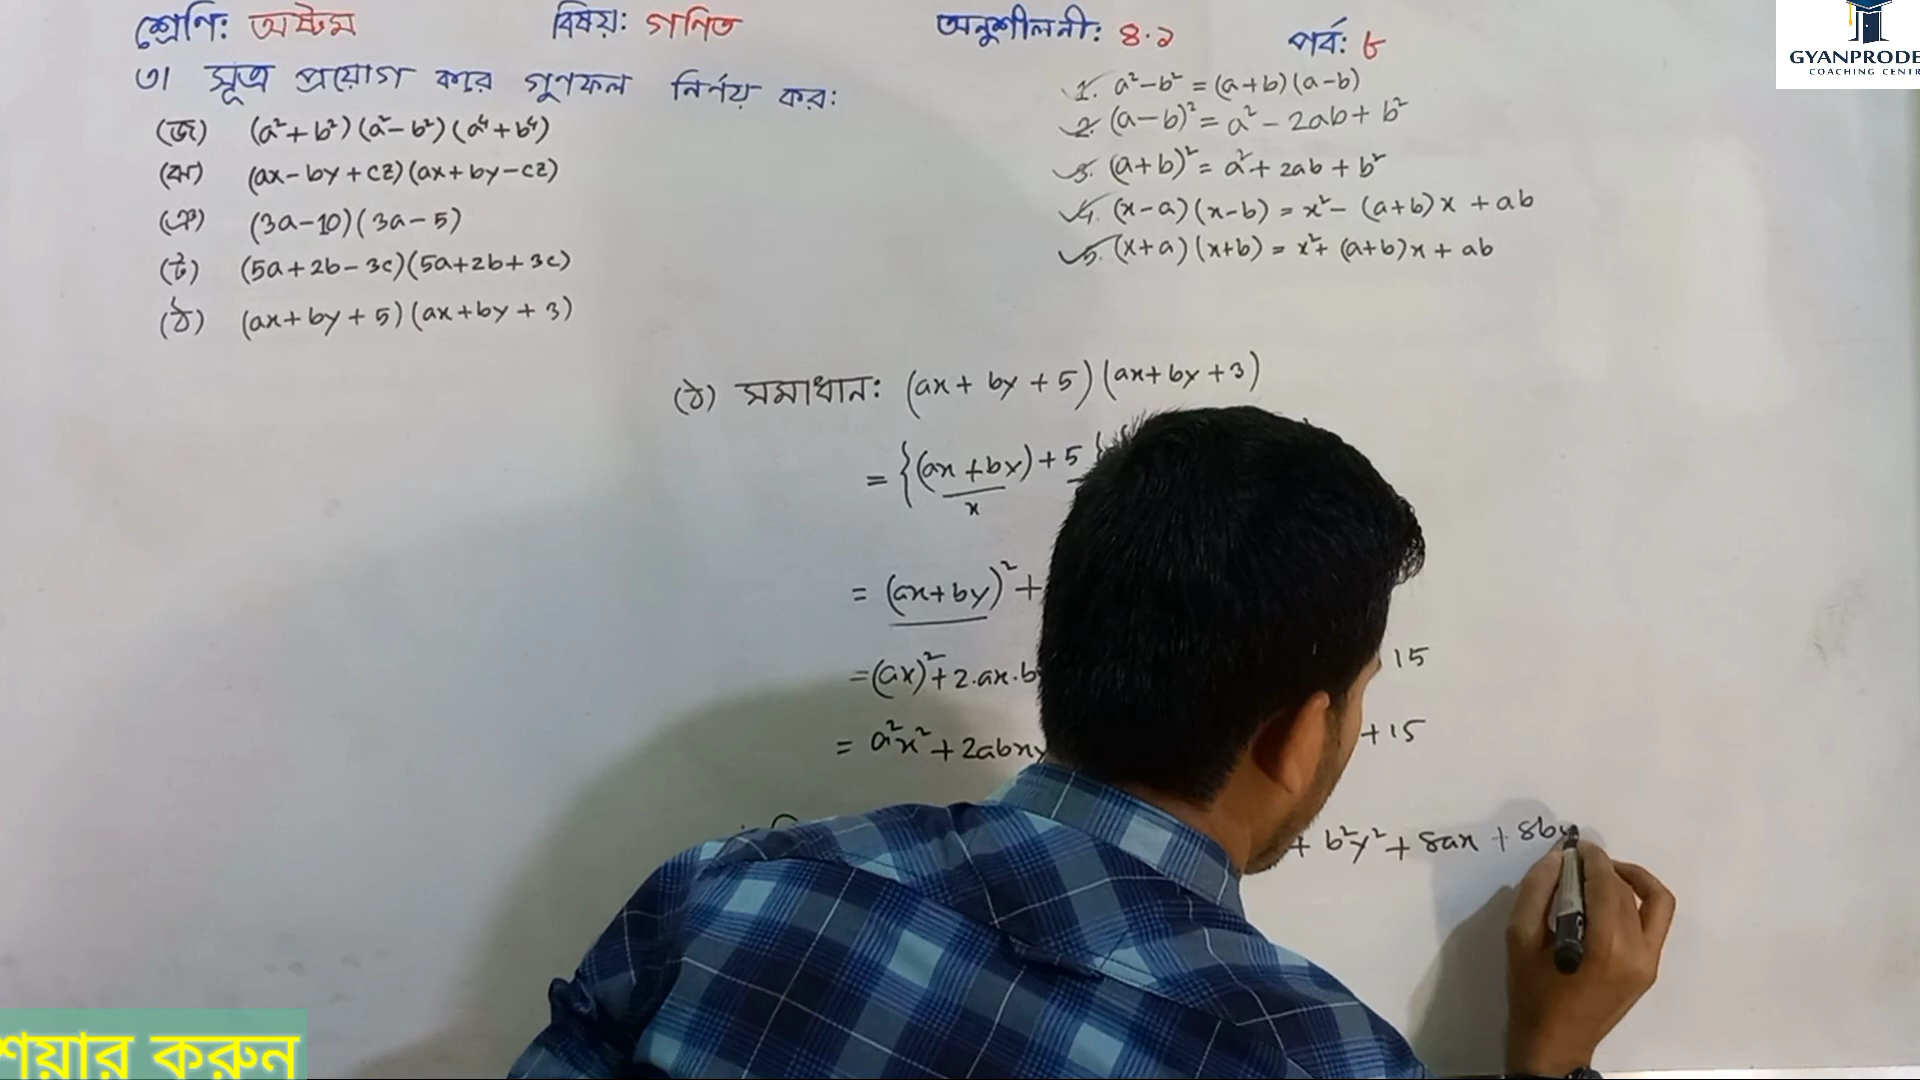 শ্রেণি: অষ্টম বিষয়: গণিত অনুশীলনী: ৪.১ পর্ব: ৮
GYANPRODE
COACHING CENTR
৩। সূত্র প্রয়োগ করে গুণফল নির্ণয় কর:
(জ) (a²+b²)(a²-b²)(a⁴+b⁴)
(ঝ) (ax-by+cz)(ax+by-cz)
(ঞ) (3a-10)(3a-5)
(ট) (5a+2b-3c)(5a+2b+3c)
(ঠ) (ax+by+5)(ax+by+3)
1. a²-b² = (a+b)(a-b)
2. (a-b)² = a²-2ab+b²
3. (a+b)² = a²+2ab+b²
4. (x-a)(x-b) = x²-(a+b)x+ab
5. (x+a)(x+b) = x²+(a+b)x+ab
(ঠ) সমাধান: (ax+by+5)(ax+by+3)
= {(ax+by)+5}
x
= (ax+by)²+
= (ax)²+2.ax.by 15
= a²x²+2abxy +15
+ b²y²+8ax+8by
শেয়ার করুন